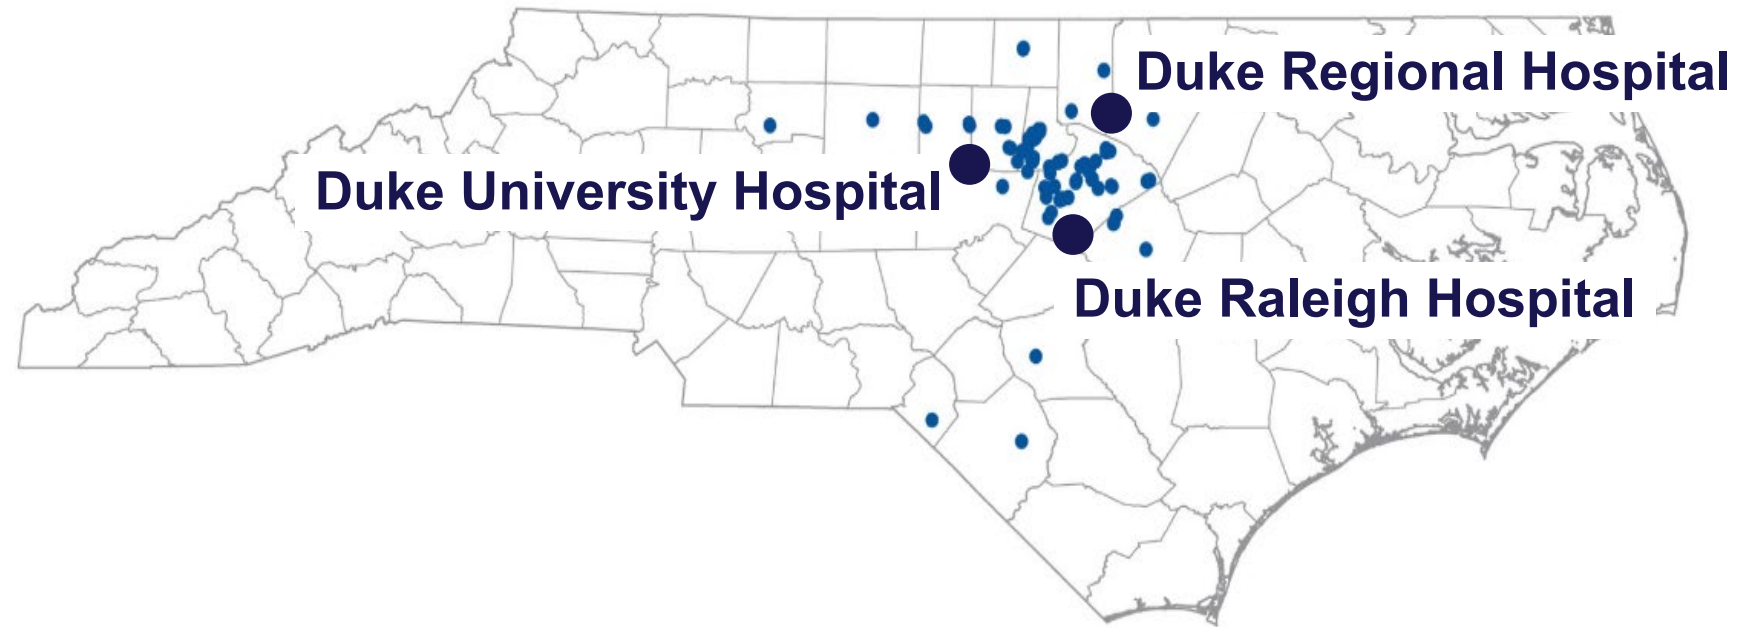 Duke Regional Hospital
Duke University Hospital
Duke Raleigh Hospital